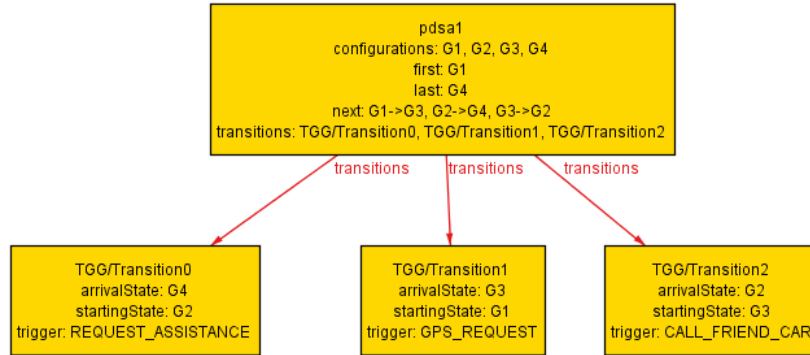 pdsa1
configurations: G1, G2, G3, G4
first: G1
last: G4
next: G1->G3, G2->G4, G3->G2
transitions: TGG/Transition0, TGG/Transition1, TGG/Transition2
transitions
transitions
transitions
TGG/Transition0
arrivalState: G4
startingState: G2
trigger: REQUEST_ASSISTANCE
TGG/Transition1
arrivalState: G3
startingState: G1
trigger: GPS_REQUEST
TGG/Transition2
arrivalState: G2
startingState: G3
trigger: CALL_FRIEND_CAR